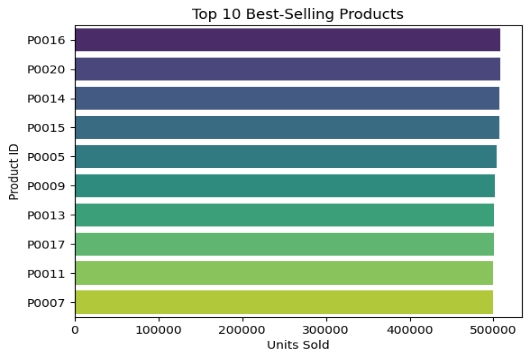 Top 10 Best-Selling Products
Product ID
P0016
P0020
P0014
P0015
P0005
P0009
P0013
P0017
P0011
P0007
0 100000 200000 300000 400000 500000
Units Sold